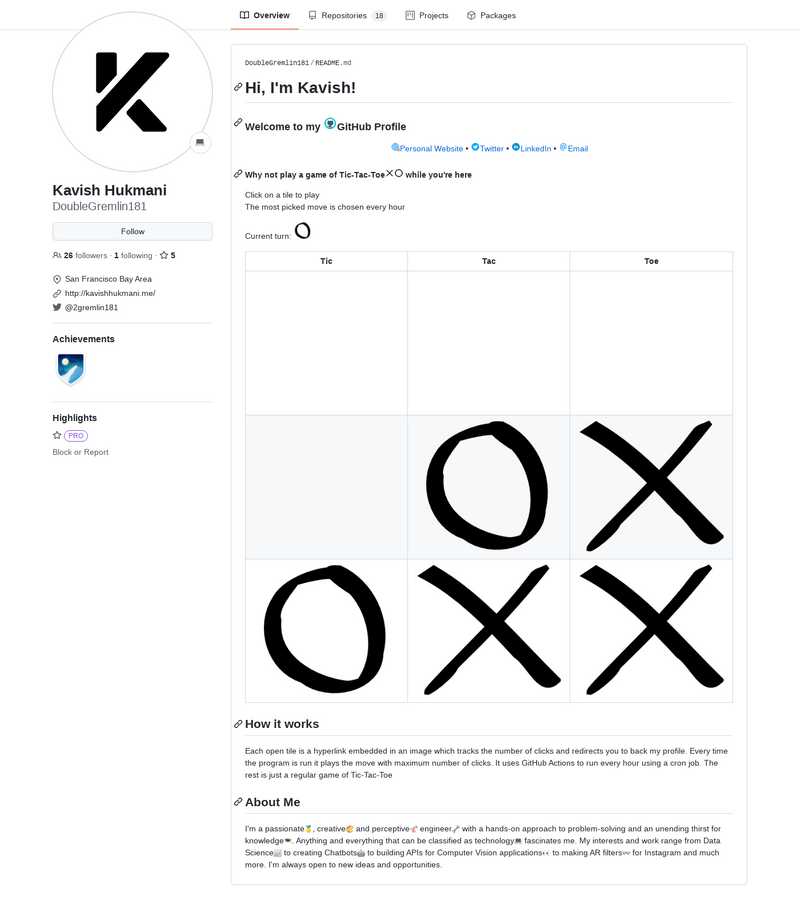 Overview
Repositories 18
Projects
Packages
Kavish Hukmani
DoubleGremlin181
Follow
26 followers · 1 following · 5
San Francisco Bay Area
http://kavishhukmani.me/
@2gremlin181
Achievements
Highlights
PRO
Block or Report
DoubleGremlin181/README.md
Hi, I'm Kavish!
Welcome to my GitHub Profile
Personal Website • Twitter • LinkedIn • Email
Why not play a game of Tic-Tac-Toe while you're here
Click on a tile to play
The most picked move is chosen every hour
Current turn:
Tic Tac Toe
O X
O X X
How it works
Each open tile is a hyperlink embedded in an image which tracks the number of clicks and redirects you to back my profile. Every time
the program is run it plays the move with maximum number of clicks. It uses GitHub Actions to run every hour using a cron job. The
rest is just a regular game of Tic-Tac-Toe
About Me
I'm a passionate, creative and perceptive engineer with a hands-on approach to problem-solving and an unending thirst for
knowledge. Anything and everything that can be classified as technology fascinates me. My interests and work range from Data
Science to creating Chatbots to building APIs for Computer Vision applications to making AR filters for Instagram and much
more. I'm always open to new ideas and opportunities.